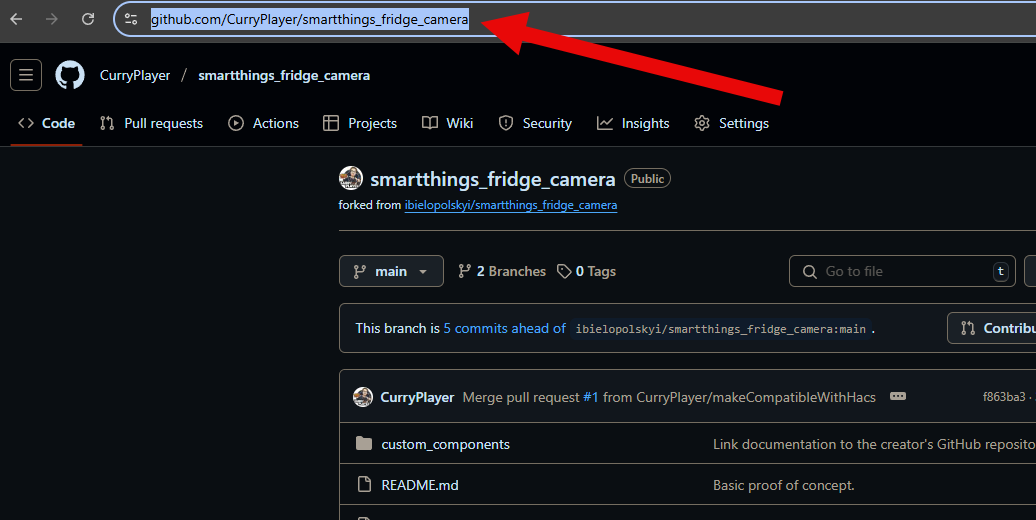 github.com/CurryPlayer/smartthings_fridge_camera
CurryPlayer / smartthings_fridge_camera
Code Pull requests Actions Projects Wiki Security Insights Settings
smartthings_fridge_camera Public
forked from ibielopolskyi/smartthings_fridge_camera
main 2 Branches 0 Tags Go to file t
This branch is 5 commits ahead of ibielopolskyi/smartthings_fridge_camera:main . Contribu
CurryPlayer Merge pull request #1 from CurryPlayer/makeCompatibleWithHacs f863ba3 ·
custom_components Link documentation to the creator's GitHub reposito
README.md Basic proof of concept.